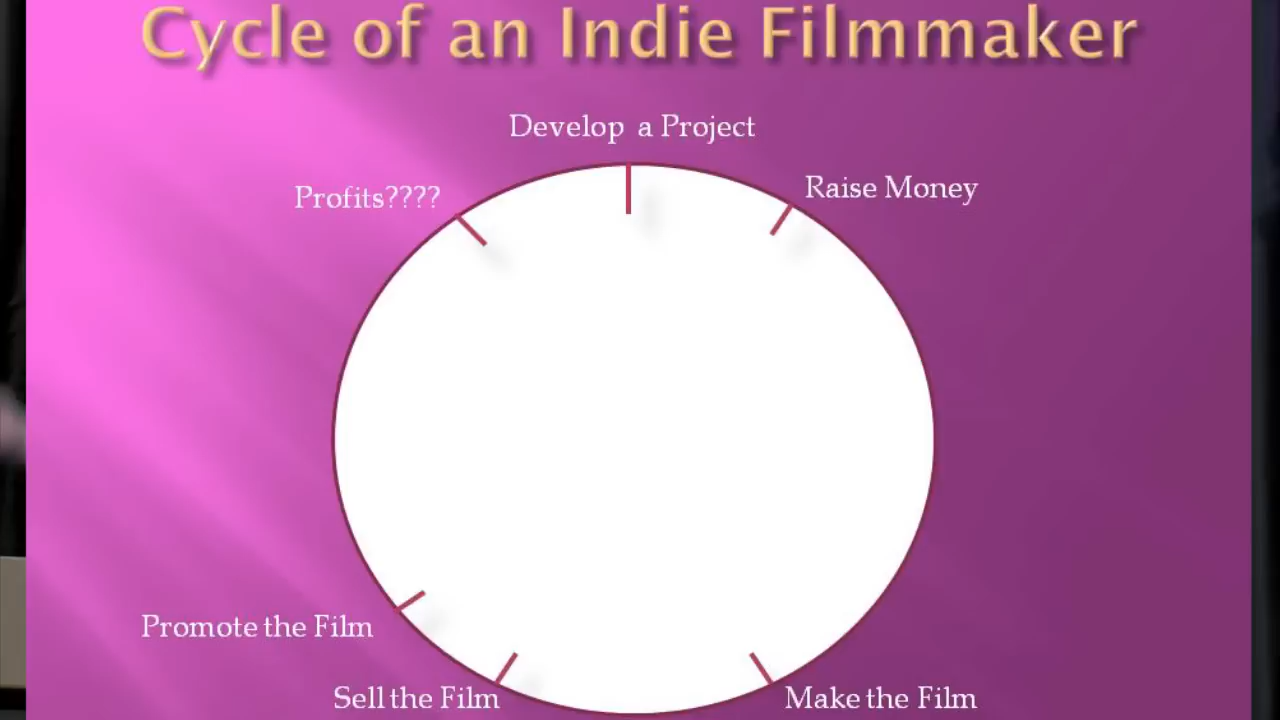 Cycle of an Indie Filmmaker
Develop a Project
Raise Money
Profits????
Promote the Film
Sell the Film
Make the Film